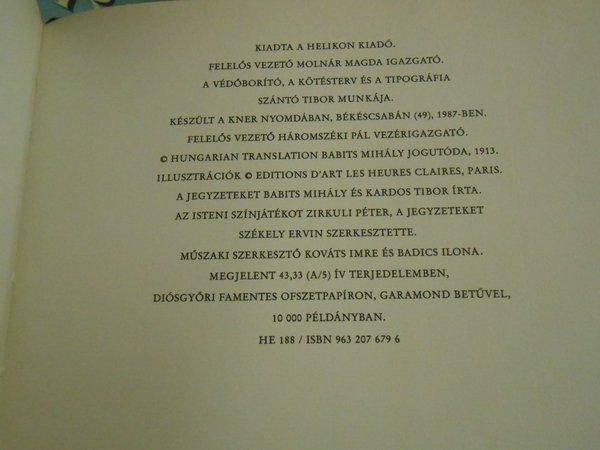 KIADTA A HELIKON KIADÓ.
FELELŐS VEZETŐ MOLNÁR MAGDA IGAZGATÓ.
A VÉDŐBORÍTÓ, A KÖTÉSTERV ÉS A TIPOGRÁFIA
SZÁNTÓ TIBOR MUNKÁJA.
KÉSZÜLT A KNER NYOMDÁBAN, BÉKÉSCSABÁN (49), 1987-BEN.
FELELŐS VEZETŐ HÁROMSZÉKI PÁL VEZÉRIGAZGATÓ.
© HUNGARIAN TRANSLATION BABITS MIHÁLY JOGUTÓDA, 1913.
ILLUSZTRÁCIÓK © EDITIONS D'ART LES HEURES CLAIRES, PARIS.
A JEGYZETEKET BABITS MIHÁLY ÉS KARDOS TIBOR ÍRTA.
AZ ISTENI SZÍNJÁTÉKOT ZIRKULI PÉTER, A JEGYZETEKET
SZÉKELY ERVIN SZERKESZTETTE.
MŰSZAKI SZERKESZTŐ KOVÁTS IMRE ÉS BADICS ILONA.
MEGJELENT 43,33 (A/5) ÍV TERJEDELEMBEN,
DIÓSGYŐRI FAMENTES OFSZETPAPÍRON, GARAMOND BETŰVEL,
10 000 PÉLDÁNYBAN.
HE 188 / ISBN 963 207 679 6